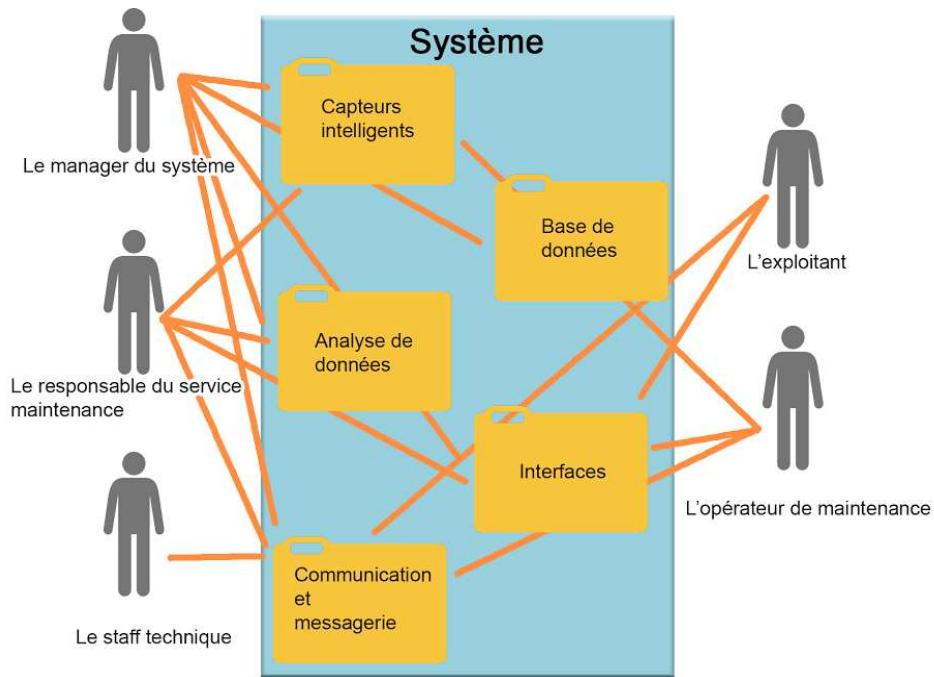 Système
Capteurs
intelligents
Le manager du système
Base de
données
L'exploitant
Analyse de
données
Le responsable du service
maintenance
Interfaces
L'opérateur de maintenance
Communication
et
messagerie
Le staff technique